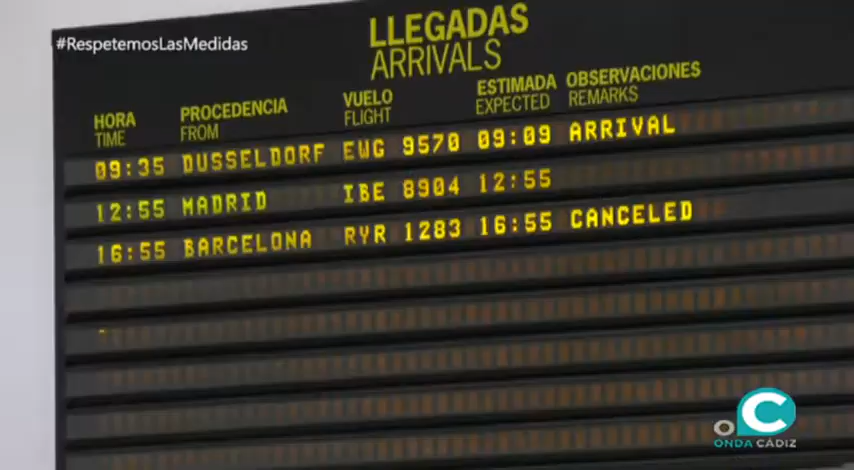 #RespetemosLasMedidas
LLEGADAS
ARRIVALS
HORA PROCEDENCIA VUELO ESTIMADA OBSERVACIONES
TIME FROM FLIGHT EXPECTED REMARKS
09:35 DUSSELDORF EWG 9570 09:09 ARRIVAL
12:55 MADRID IBE 8904 12:55
16:55 BARCELONA RYR 1283 16:55 CANCELED
OC
ONDA CÁDIZ